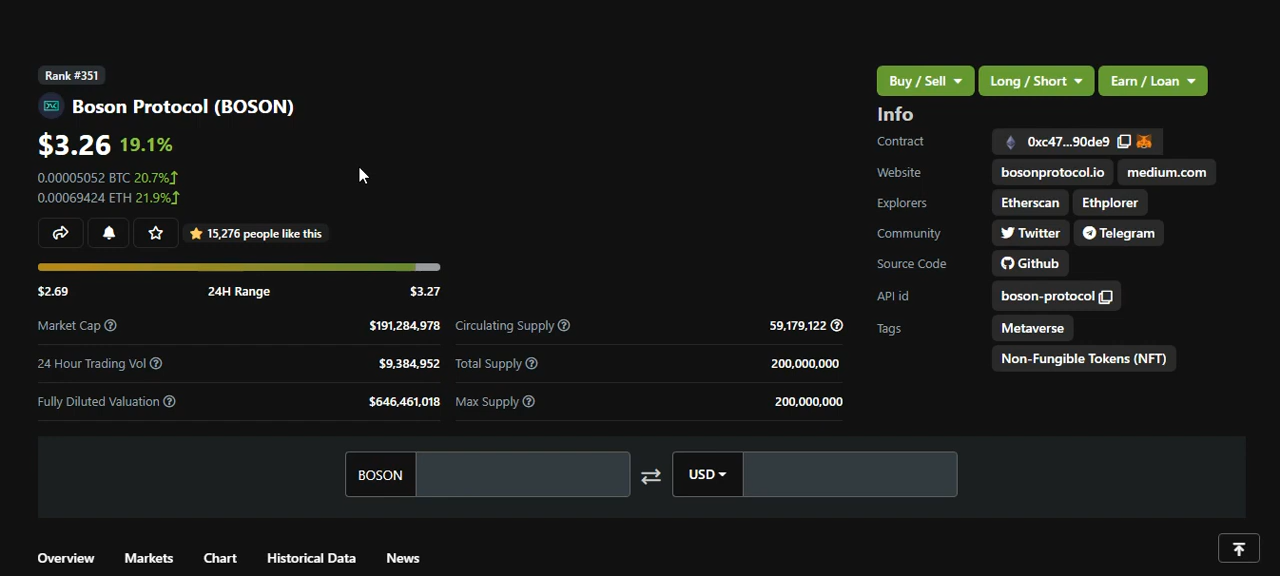 Rank #351
Boson Protocol (BOSON)
$3.26 19.1%
0.00005052 BTC 20.7%
0.00069424 ETH 21.9%
15,276 people like this
$2.69 24H Range $3.27
Market Cap $191,284,978
24 Hour Trading Vol $9,384,952
Fully Diluted Valuation $646,461,018
Circulating Supply 59,179,122
Total Supply 200,000,000
Max Supply 200,000,000
Buy / Sell Long / Short Earn / Loan
Info
Contract 0xc47...90de9
Website bosonprotocol.io medium.com
Explorers Etherscan Ethplorer
Community Twitter Telegram
Source Code Github
API id boson-protocol
Tags Metaverse
Non-Fungible Tokens (NFT)
BOSON USD
Overview Markets Chart Historical Data News